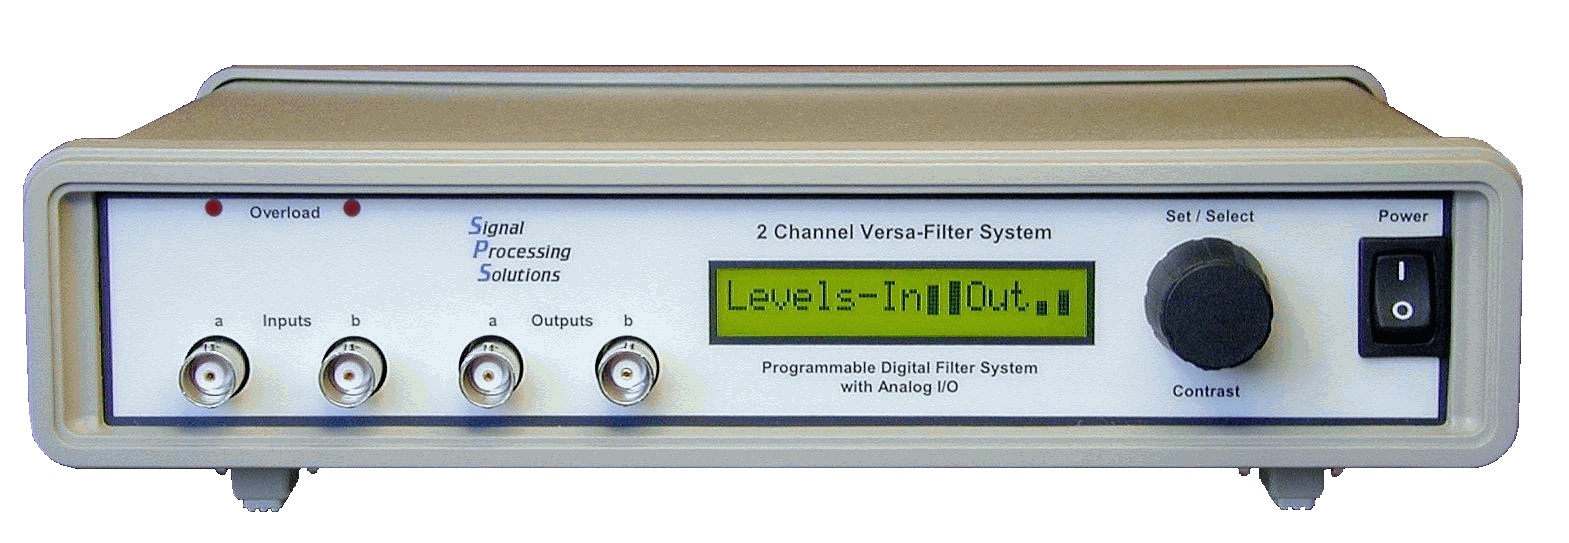 Overload
Signal
Processing
Solutions
a Inputs b
a Outputs b
2 Channel Versa-Filter System
Levels-In Out
Programmable Digital Filter System
with Analog I/O
Set / Select
Contrast
Power
I
O